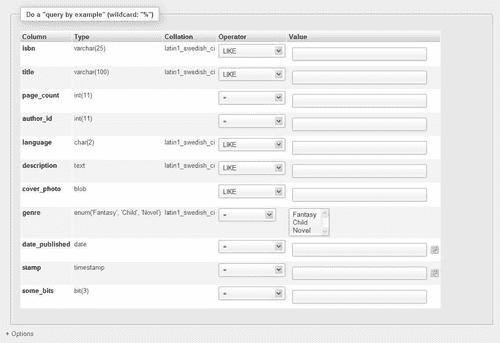 Do a "query by example" (wildcard: "%")
Column Type Collation Operator Value
isbn varchar(25) latin1_swedish_ci LIKE
title varchar(100) latin1_swedish_ci LIKE
page_count int(11) =
author_id int(11) =
language char(2) latin1_swedish_ci LIKE
description text latin1_swedish_ci LIKE
cover_photo blob LIKE
genre enum('Fantasy', 'Child', 'Novel') latin1_swedish_ci = Fantasy
Child
Novel
date_published date =
stamp timestamp =
some_bits bit(3) =
+ Options